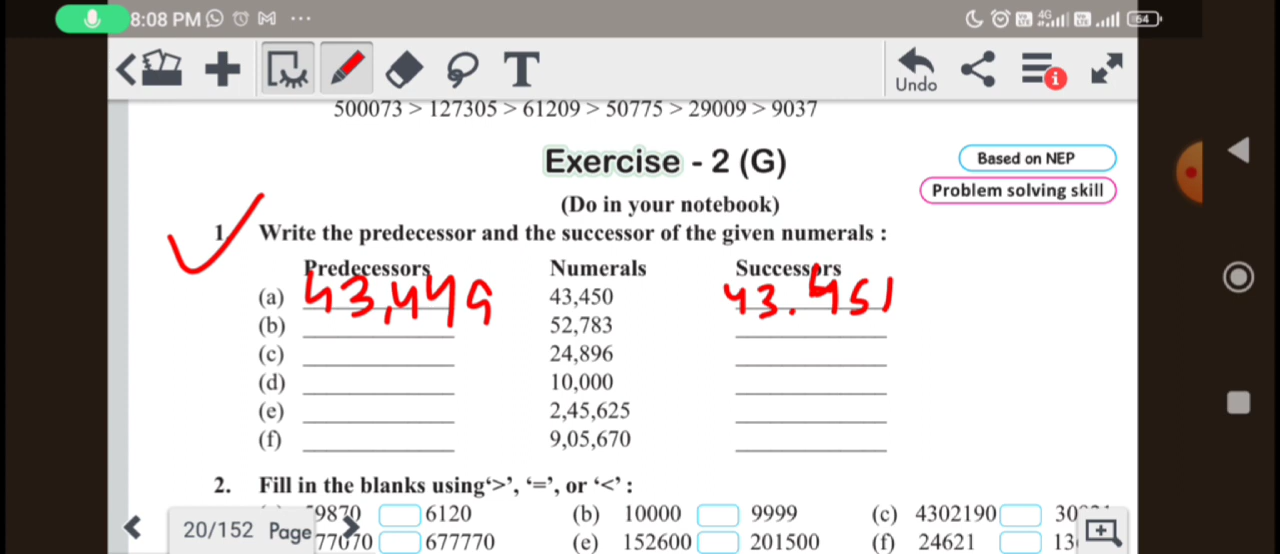 8:08 PM
4G
64
Undo
500073 > 127305 > 61209 > 50775 > 29009 > 9037
Exercise - 2 (G)
Based on NEP
Problem solving skill
(Do in your notebook)
1. Write the predecessor and the successor of the given numerals :
Predecessors Numerals Successors
(a) 43,449 43,450 43.451
(b) 52,783
(c) 24,896
(d) 10,000
(e) 2,45,625
(f) 9,05,670
2. Fill in the blanks using‘>’, ‘=’, or ‘<’ :
9870 6120 (b) 10000 9999 (c) 4302190
77070 677770 (e) 152600 201500 (f) 24621
20/152 Page